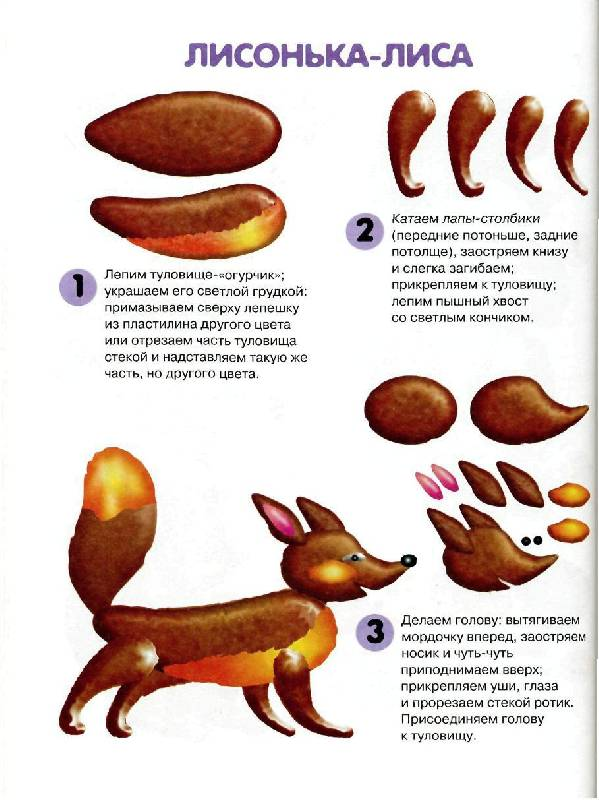 ЛИСОНЬКА-ЛИСА
1
Лепим туловище-«огурчик»;
украшаем его светлой грудкой:
примазываем сверху лепешку
из пластилина другого цвета
или отрезаем часть туловища
стекой и надставляем такую же
часть, но другого цвета.
2
Катаем лапы-столбики
(передние потоньше, задние
потолще), заостряем книзу
и слегка загибаем;
прикрепляем к туловищу;
лепим пышный хвост
со светлым кончиком.
3
Делаем голову: вытягиваем
мордочку вперед, заостряем
носик и чуть-чуть
приподнимаем вверх;
прикрепляем уши, глаза
и прорезаем стекой ротик.
Присоединяем голову
к туловищу.